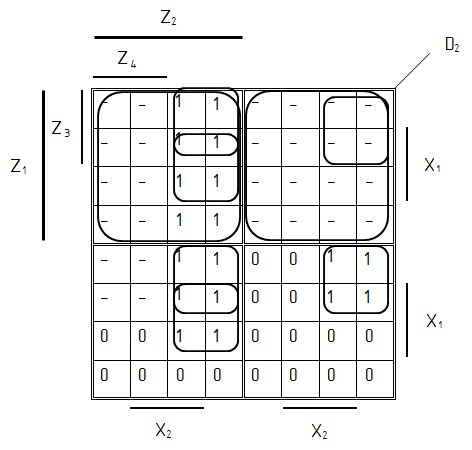 Z2
Z4
D2
Z3
Z1
X1
- - 1 1 - - - -
- - 1 1 - - - -
- - 1 1 - - - -
- - 1 1 - - - -
- - 1 1 0 0 1 1
- - 1 1 0 0 1 1
0 0 1 1 0 0 0 0
0 0 0 0 0 0 0 0
X1
X2 X2